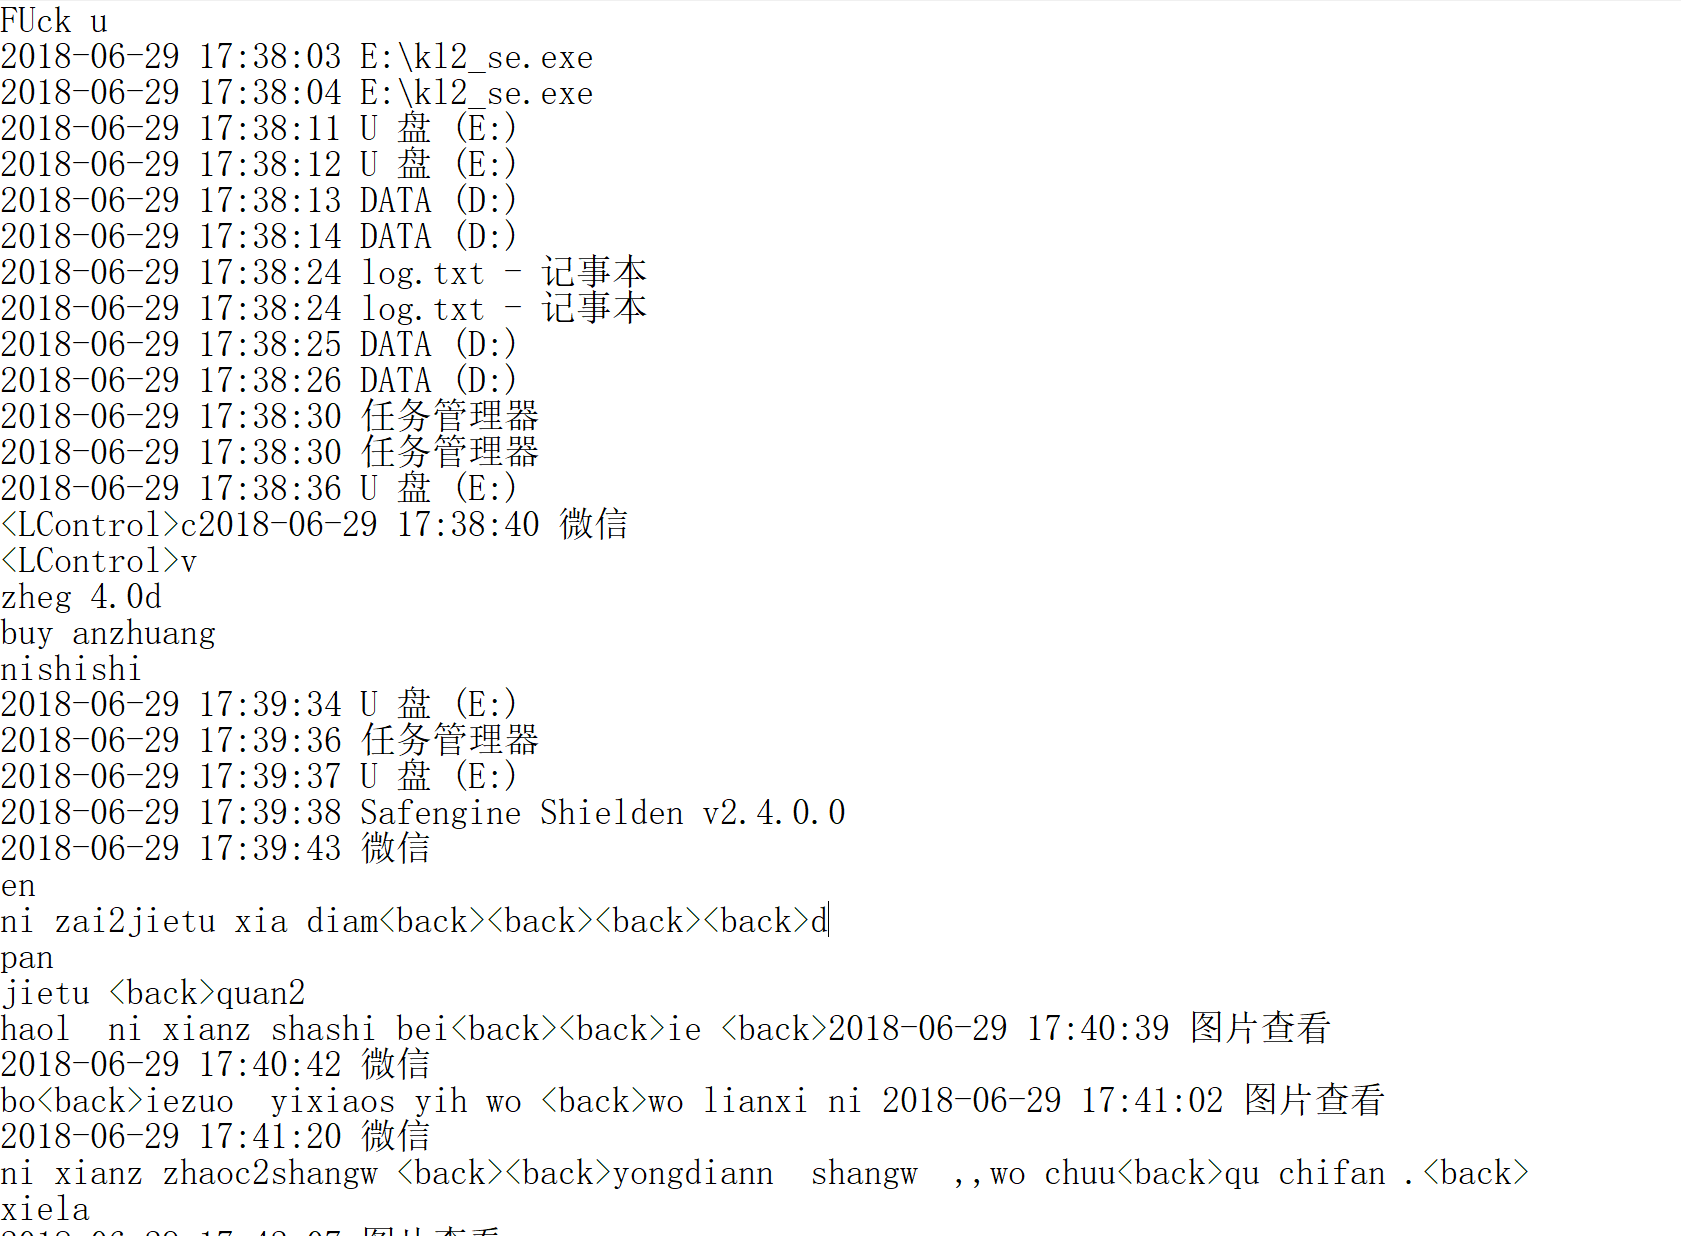 FUck u
2018-06-29 17:38:03 E:\kl2_se.exe
2018-06-29 17:38:04 E:\kl2_se.exe
2018-06-29 17:38:11 U 盘 (E:)
2018-06-29 17:38:12 U 盘 (E:)
2018-06-29 17:38:13 DATA (D:)
2018-06-29 17:38:14 DATA (D:)
2018-06-29 17:38:24 log.txt - 记事本
2018-06-29 17:38:24 log.txt - 记事本
2018-06-29 17:38:25 DATA (D:)
2018-06-29 17:38:26 DATA (D:)
2018-06-29 17:38:30 任务管理器
2018-06-29 17:38:30 任务管理器
2018-06-29 17:38:36 U 盘 (E:)
<LControl>c2018-06-29 17:38:40 微信
<LControl>v
zheg 4.0d
buy anzhuang
nishishi
2018-06-29 17:39:34 U 盘 (E:)
2018-06-29 17:39:36 任务管理器
2018-06-29 17:39:37 U 盘 (E:)
2018-06-29 17:39:38 Safengine Shielden v2.4.0.0
2018-06-29 17:39:43 微信
en
ni zai2jietu xia diam<back><back><back><back>d
pan
jietu <back>quan2
haol  ni xianz shashi bei<back><back>ie <back>2018-06-29 17:40:39 图片查看
2018-06-29 17:40:42 微信
bo<back>iezuo  yixiaos yih wo <back>wo lianxi ni 2018-06-29 17:41:02 图片查看
2018-06-29 17:41:20 微信
ni xianz zhaoc2shangw <back><back>yongdiann  shangw  ,,wo chuu<back>qu chifan .<back>
xiela